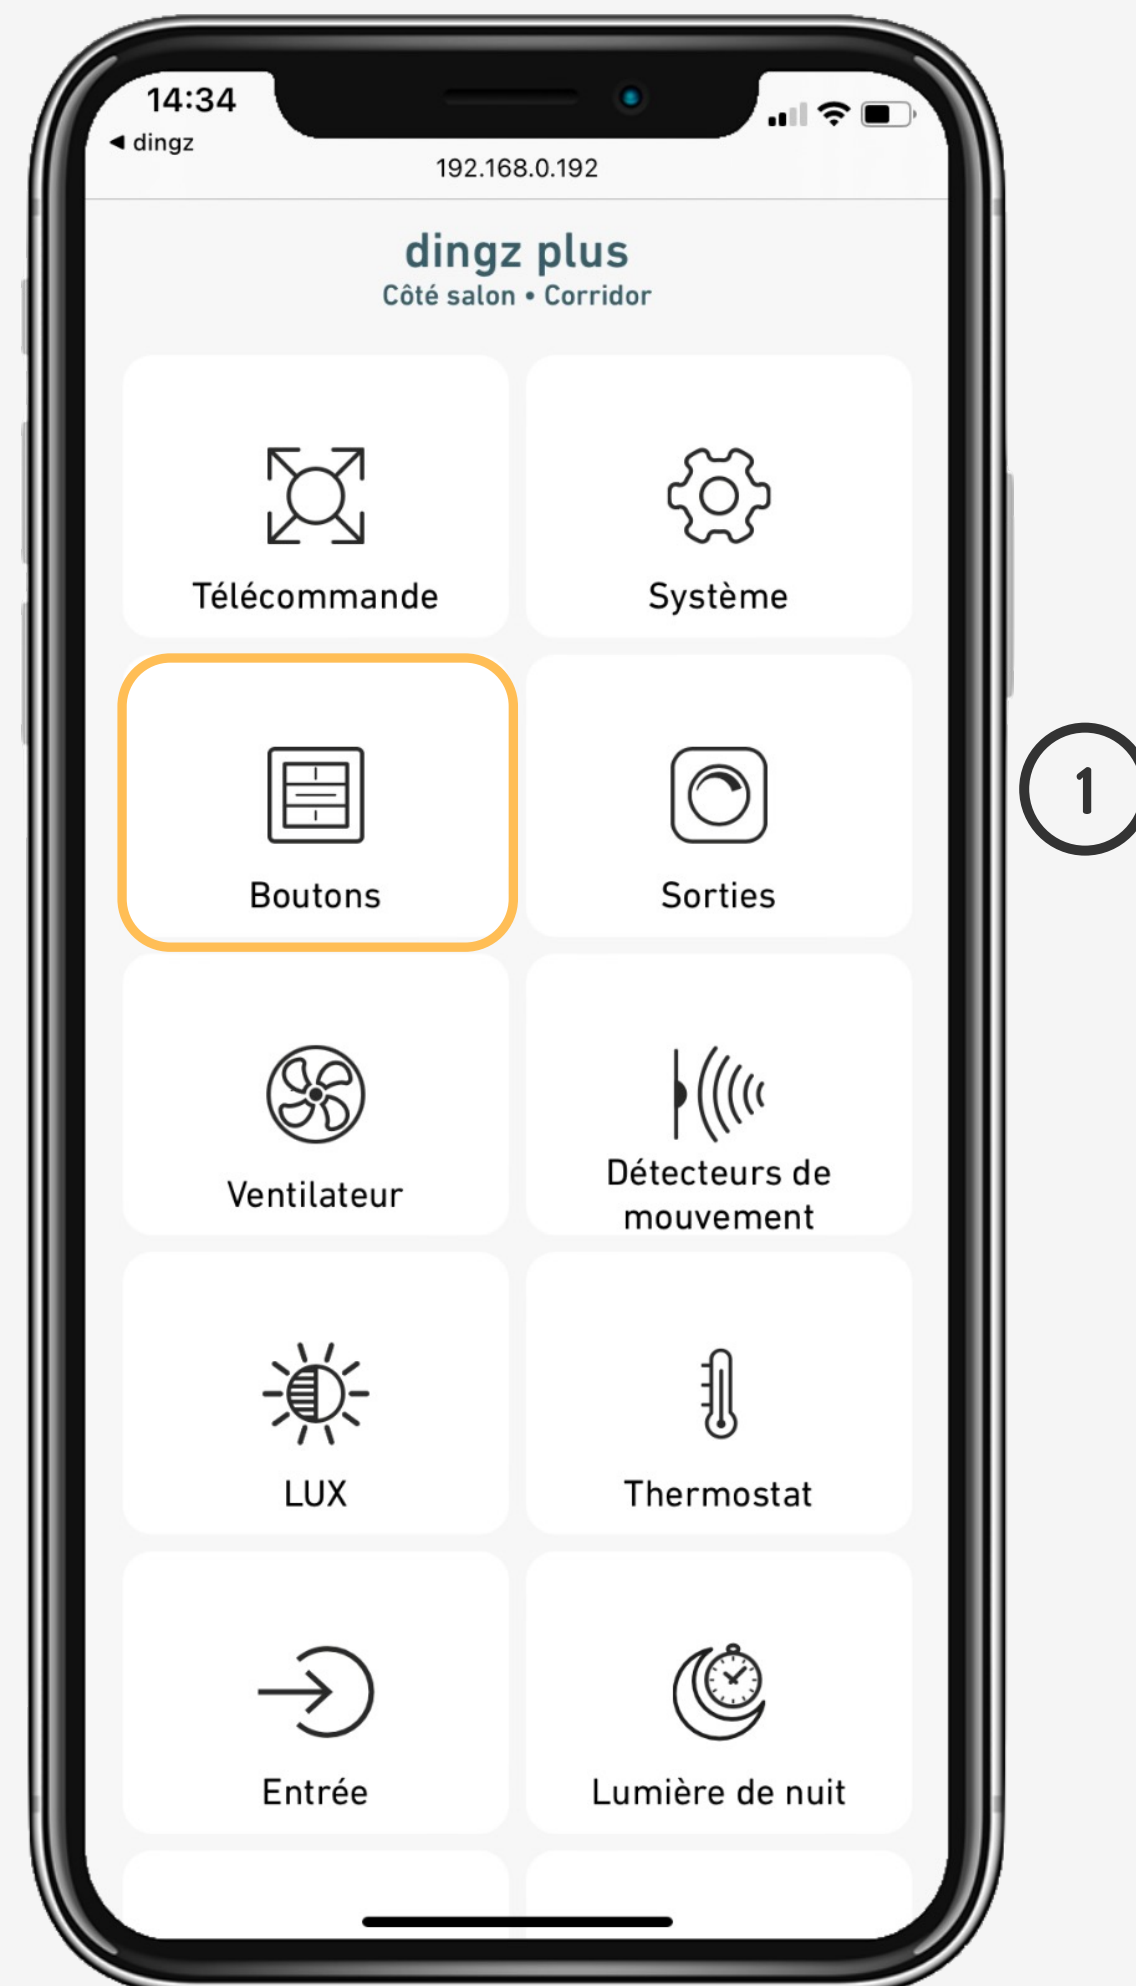 14:34
◀ dingz
192.168.0.192
dingz plus
Côté salon • Corridor
Télécommande
Système
Boutons
Sorties
1
Ventilateur
Détecteurs de
mouvement
LUX
Thermostat
Entrée
Lumière de nuit